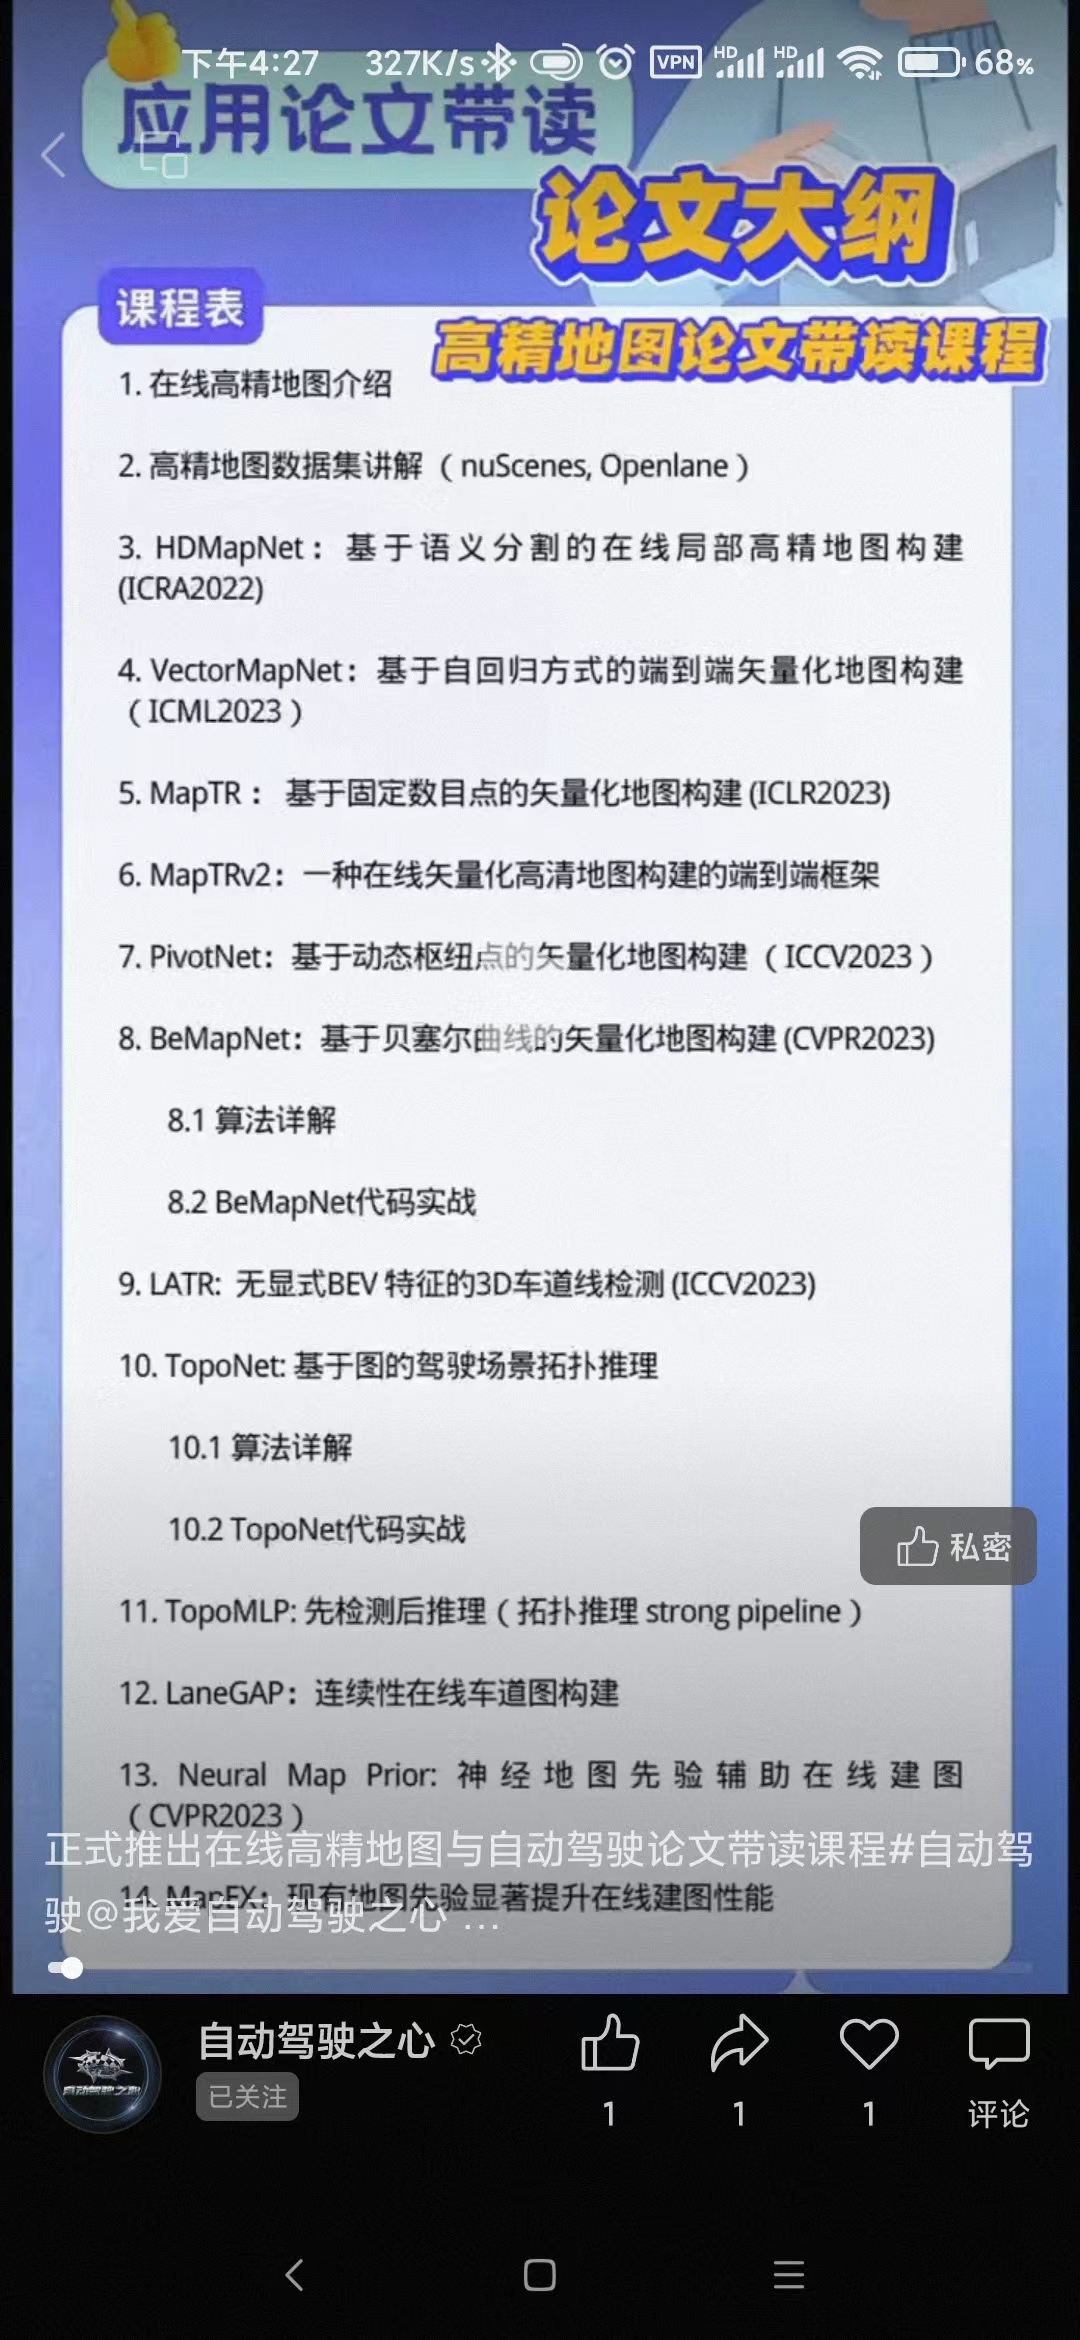 下午4:27 327K/s VPN HD HD 68%
应用论文带读
论文大纲
课程表
高精地图论文带读课程
1. 在线高精地图介绍
2. 高精地图数据集讲解（nuScenes, Openlane）
3. HDMapNet：基于语义分割的在线局部高精地图构建
(ICRA2022)
4. VectorMapNet：基于自回归方式的端到端矢量化地图构建
（ICML2023）
5. MapTR：基于固定数目点的矢量化地图构建 (ICLR2023)
6. MapTRv2：一种在线矢量化高清地图构建的端到端框架
7. PivotNet：基于动态枢纽点的矢量化地图构建（ICCV2023）
8. BeMapNet：基于贝塞尔曲线的矢量化地图构建 (CVPR2023)
8.1 算法详解
8.2 BeMapNet代码实战
9. LATR: 无显式BEV 特征的3D车道线检测 (ICCV2023)
10. TopoNet: 基于图的驾驶场景拓扑推理
10.1 算法详解
10.2 TopoNet代码实战
私密
11. TopoMLP: 先检测后推理（拓扑推理 strong pipeline）
12. LaneGAP：连续性在线车道图构建
13. Neural Map Prior: 神经地图先验辅助在线建图
（CVPR2023）
正式推出在线高精地图与自动驾驶论文带读课程#自动驾
14. MapEX：现有地图先验显著提升在线建图性能
驶@我爱自动驾驶之心 ...
自动驾驶之心
自动驾驶之心
已关注
1 1 1 评论